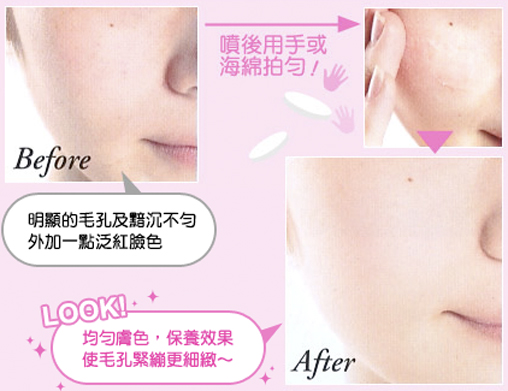 噴後用手或
海綿拍勻!
Before
明顯的毛孔及黯沉不勻
外加一點泛紅臉色
LOOK!
均勻膚色，保養效果
使毛孔緊繃更細緻～
After